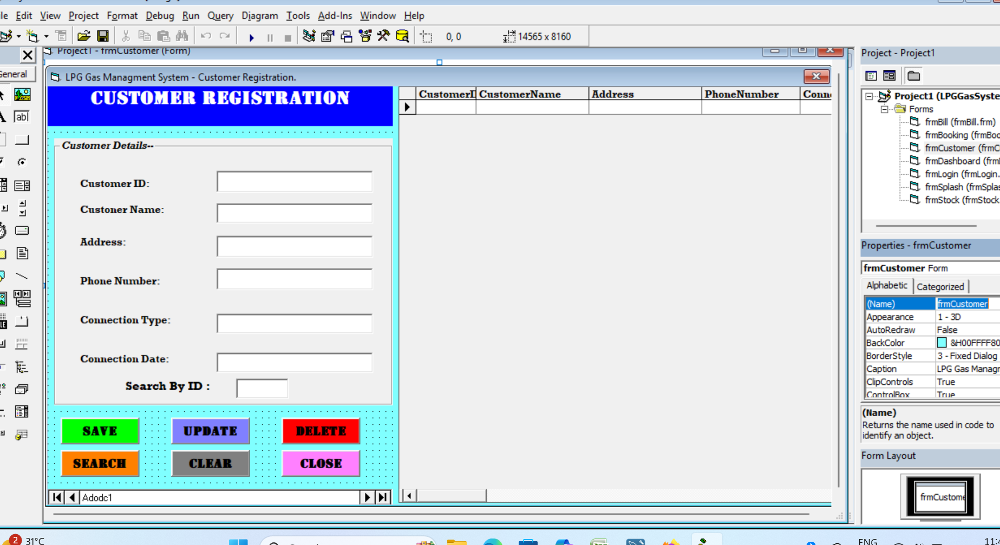 Edit View Project Format Debug Run Query Diagram Tools Add-Ins Window Help
0, 0 14565 x 8160
Project1 - frmCustomer (Form)
General
LPG Gas Managment System - Customer Registration.
CUSTOMER REGISTRATION
CustomerI CustomerName Address PhoneNumber Conn
Customer Details--
Customer ID:
Custoner Name:
Address:
Phone Number:
Connection Type:
Connection Date:
Search By ID :
SAVE UPDATE DELETE
SEARCH CLEAR CLOSE
Adodc1
Project - Project1
Project1 (LPGGasSyste
Forms
frmBill (frmBill.frm)
frmBooking (frmBoo
frmCustomer (frmC
frmDashboard (frm
frmLogin (frmLogin.
frmSplash (frmSplas
frmStock (frmStock
Properties - frmCustomer
frmCustomer Form
Alphabetic Categorized
(Name) frmCustomer
Appearance 1 - 3D
AutoRedraw False
BackColor &H00FFFF80
BorderStyle 3 - Fixed Dialog
Caption LPG Gas Managm
ClipControls True
ControlBox True
(Name)
Returns the name used in code to
identify an object.
Form Layout
frmCustome
2 31°C
ENG
11:4